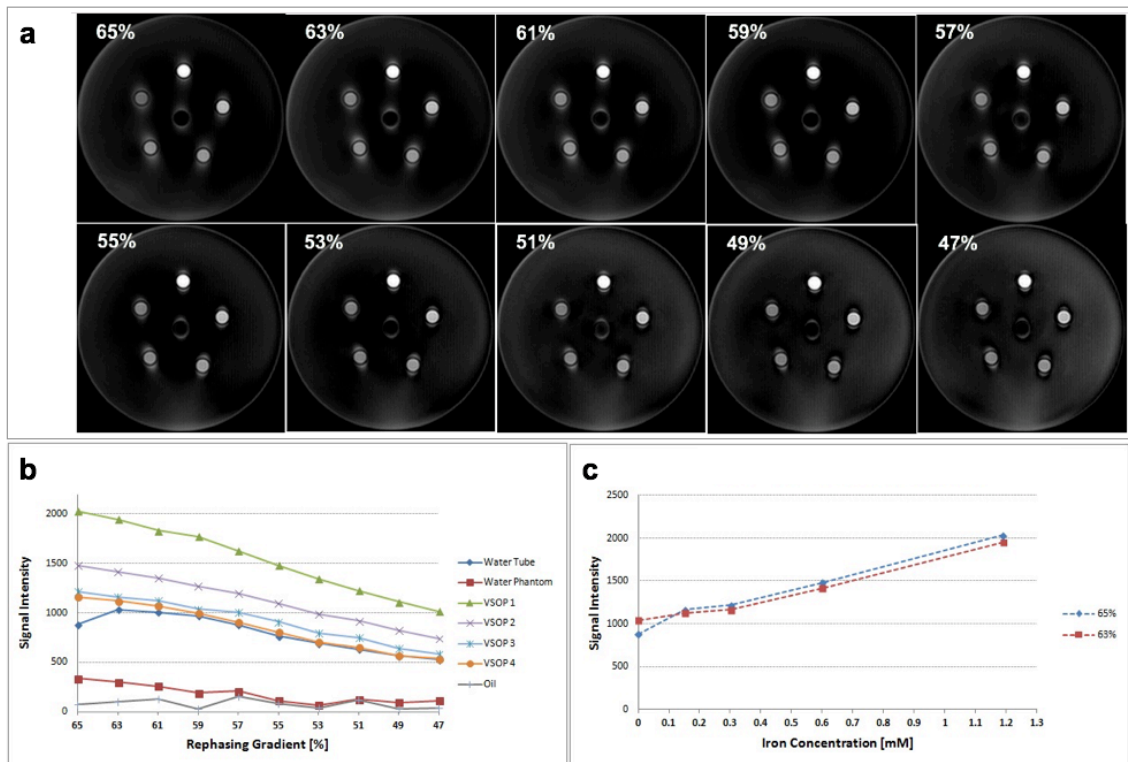 a
65% 63% 61% 59% 57%
55% 53% 51% 49% 47%
b
2000
1500
1000
500
0
Signal Intensity
65 63 61 59 57 55 53 51 49 47
Rephasing Gradient [%]
Water Tube
Water Phantom
VSOP 1
VSOP 2
VSOP 3
VSOP 4
Oil
c
2500
2000
1500
1000
500
0
Signal Intensity
0 0.1 0.2 0.3 0.4 0.5 0.6 0.7 0.8 0.9 1 1.1 1.2 1.3
Iron Concentration [mM]
65%
63%